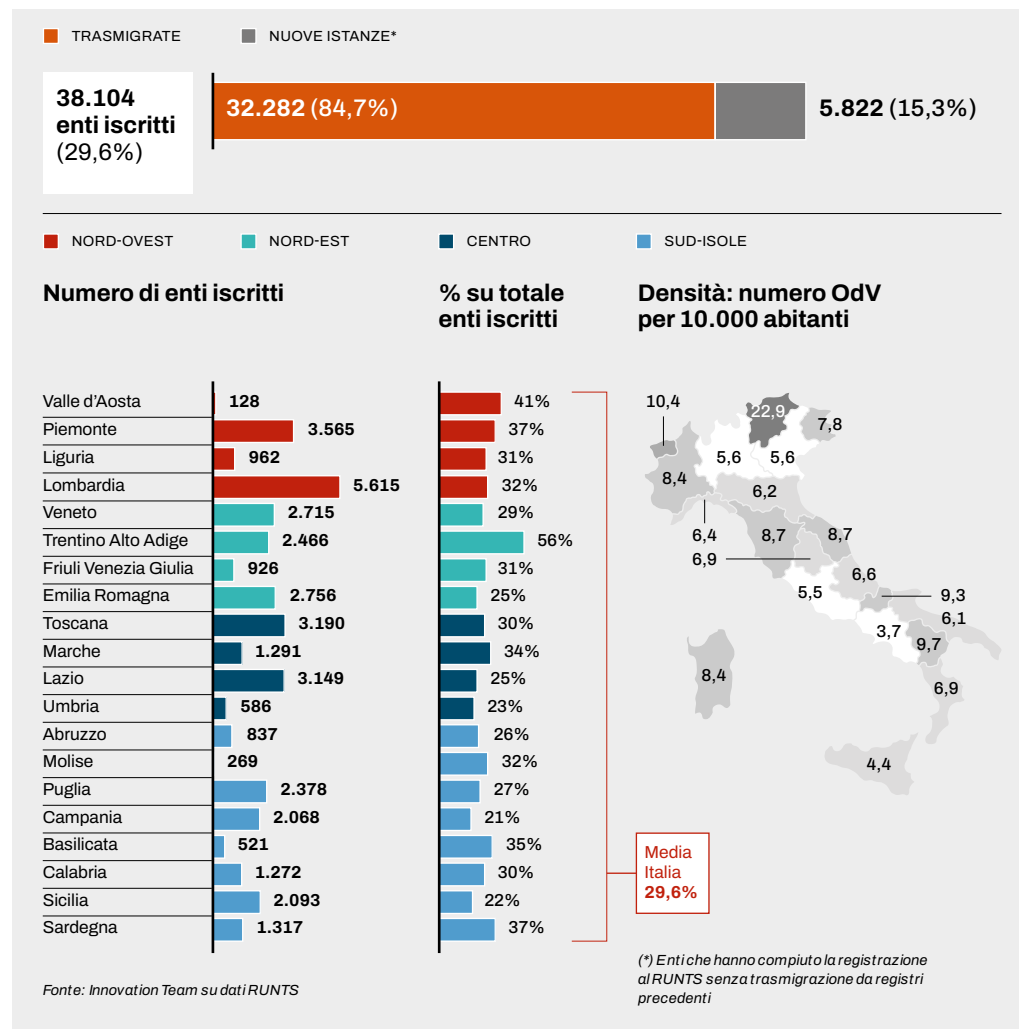 TRASMIGRATE
NUOVE ISTANZE*
38.104
enti iscritti
(29,6%)
32.282 (84,7%)
5.822 (15,3%)
NORD-OVEST
NORD-EST
CENTRO
SUD-ISOLE
Numero di enti iscritti
% su totale
enti iscritti
Densità: numero OdV
per 10.000 abitanti
Valle d'Aosta 128 41%
Piemonte 3.565 37%
Liguria 962 31%
Lombardia 5.615 32%
Veneto 2.715 29%
Trentino Alto Adige 2.466 56%
Friuli Venezia Giulia 926 31%
Emilia Romagna 2.756 25%
Toscana 3.190 30%
Marche 1.291 34%
Lazio 3.149 25%
Umbria 586 23%
Abruzzo 837 26%
Molise 269 32%
Puglia 2.378 27%
Campania 2.068 21%
Basilicata 521 35%
Calabria 1.272 30%
Sicilia 2.093 22%
Sardegna 1.317 37%
10,4
22,9
7,8
5,6
5,6
8,4
6,2
6,4
8,7
8,7
6,9
6,6
5,5
9,3
6,1
3,7
9,7
8,4
6,9
4,4
Media
Italia
29,6%
(*) Enti che hanno compiuto la registrazione
al RUNTS senza trasmigrazione da registri
precedenti
Fonte: Innovation Team su dati RUNTS